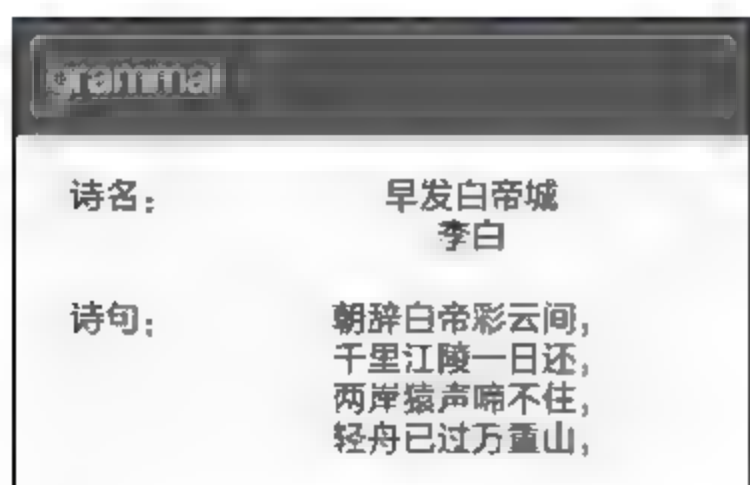 grammar
诗名: 早发白帝城
李白
诗句: 朝辞白帝彩云间,
千里江陵一日还,
两岸猿声啼不住,
轻舟已过万重山,